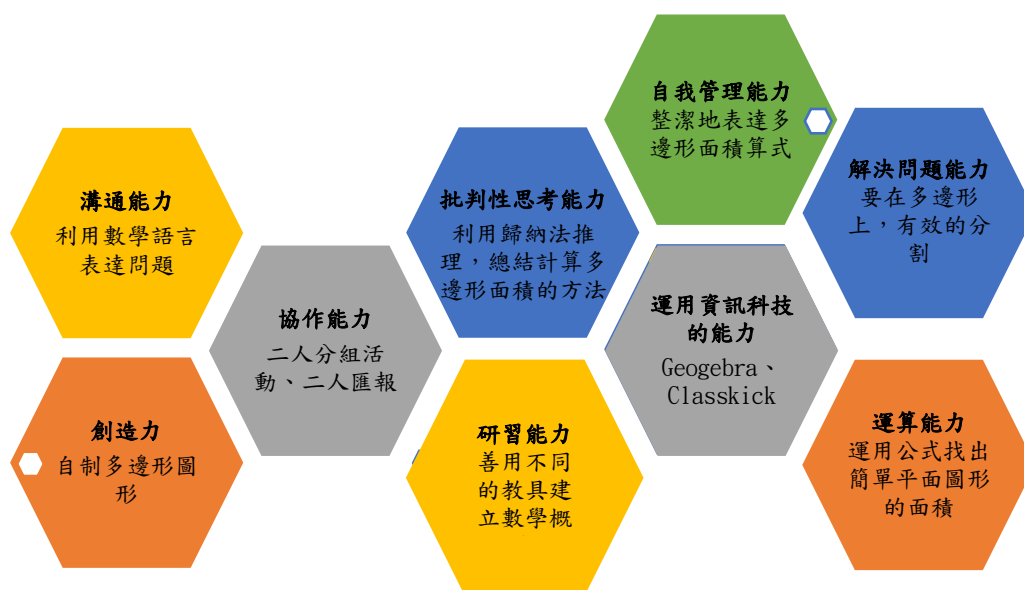 溝通能力
利用數學語言
表達問題
創造力
自制多邊形圖
形
協作能力
二人分組活
動、二人匯報
批判性思考能力
利用歸納法推
理，總結計算多
邊形面積的方法
研習能力
善用不同
的教具建
立數學概
自我管理能力
整潔地表達多
邊形面積算式
運用資訊科技
的能力
Geogebra、
Classkick
解決問題能力
要在多邊形
上，有效的分
割
運算能力
運用公式找出
簡單平面圖形
的面積